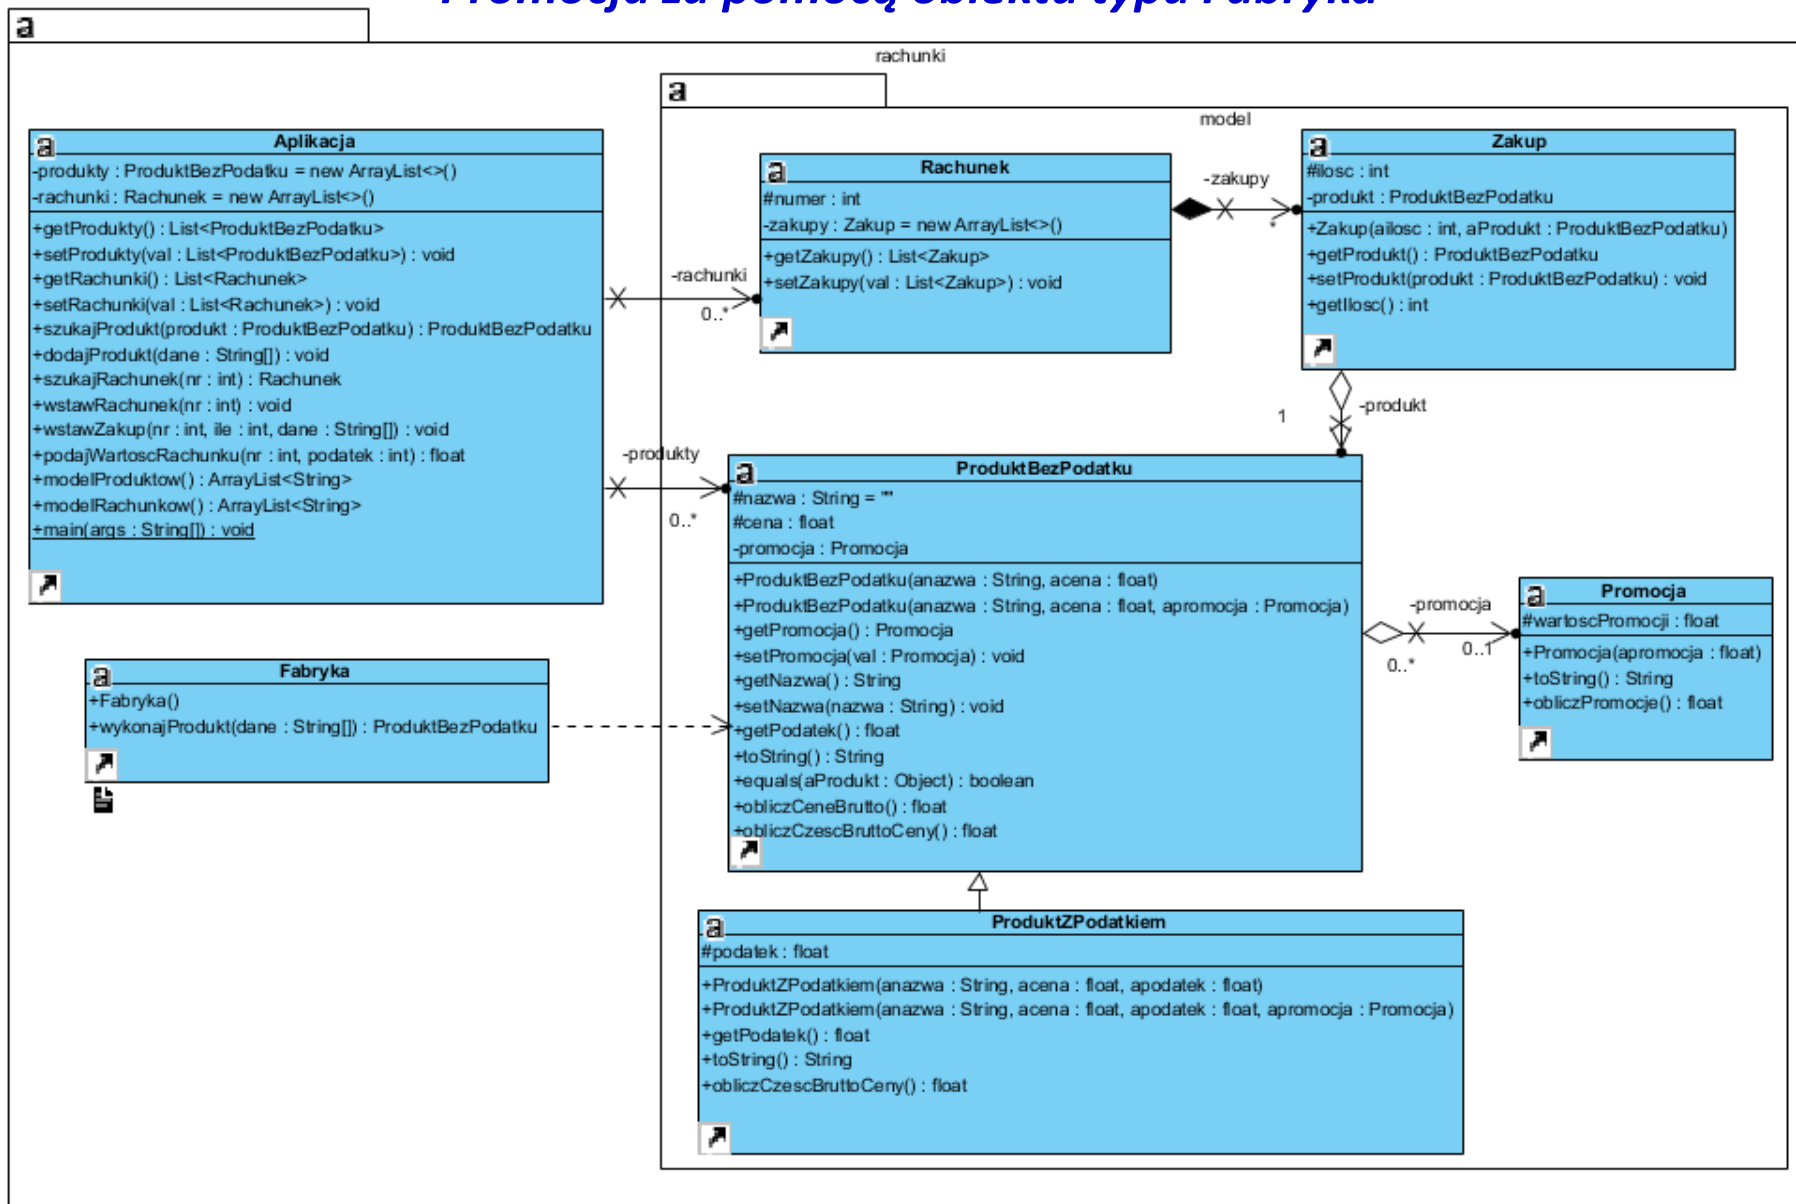 Promocja za pomocą obiektu typu Fabryka
a
rachunki
a
model
a
Aplikacja
-produkty : ProduktBezPodatku = new ArrayList<>()
-rachunki : Rachunek = new ArrayList<>()
+getProdukty() : List<ProduktBezPodatku>
+setProdukty(val : List<ProduktBezPodatku>) : void
+getRachunki() : List<Rachunek>
+setRachunki(val : List<Rachunek>) : void
+szukajProdukt(produkt : ProduktBezPodatku) : ProduktBezPodatku
+dodajProdukt(dane : String[]) : void
+szukajRachunek(nr : int) : Rachunek
+wstawRachunek(nr : int) : void
+wstawZakup(nr : int, ile : int, dane : String[]) : void
+podajWartoscRachunku(nr : int, podatek : int) : float
+modelProduktow() : ArrayList<String>
+modelRachunkow() : ArrayList<String>
+main(args : String[]) : void
-rachunki
0..*
-produkty
0..*
a
Rachunek
#numer : int
-zakupy : Zakup = new ArrayList<>()
+getZakupy() : List<Zakup>
+setZakupy(val : List<Zakup>) : void
-zakupy
*
a
Zakup
#ilosc : int
-produkt : ProduktBezPodatku
+Zakup(ailosc : int, aProdukt : ProduktBezPodatku)
+getProdukt() : ProduktBezPodatku
+setProdukt(produkt : ProduktBezPodatku) : void
+getIlosc() : int
-produkt
1
a
Fabryka
+Fabryka()
+wykonajProdukt(dane : String[]) : ProduktBezPodatku
a
ProduktBezPodatku
#nazwa : String = ""
#cena : float
-promocja : Promocja
+ProduktBezPodatku(anazwa : String, acena : float)
+ProduktBezPodatku(anazwa : String, acena : float, apromocja : Promocja)
+getPromocja() : Promocja
+setPromocja(val : Promocja) : void
+getNazwa() : String
+setNazwa(nazwa : String) : void
+getPodatek() : float
+toString() : String
+equals(aProdukt : Object) : boolean
+obliczCeneBrutto() : float
+obliczCzescBruttoCeny() : float
-promocja
0..*
0..1
a
Promocja
#wartoscPromocji : float
+Promocja(apromocja : float)
+toString() : String
+obliczPromocje() : float
a
ProduktZPodatkiem
#podatek : float
+ProduktZPodatkiem(anazwa : String, acena : float, apodatek : float)
+ProduktZPodatkiem(anazwa : String, acena : float, apodatek : float, apromocja : Promocja)
+getPodatek() : float
+toString() : String
+obliczCzescBruttoCeny() : float